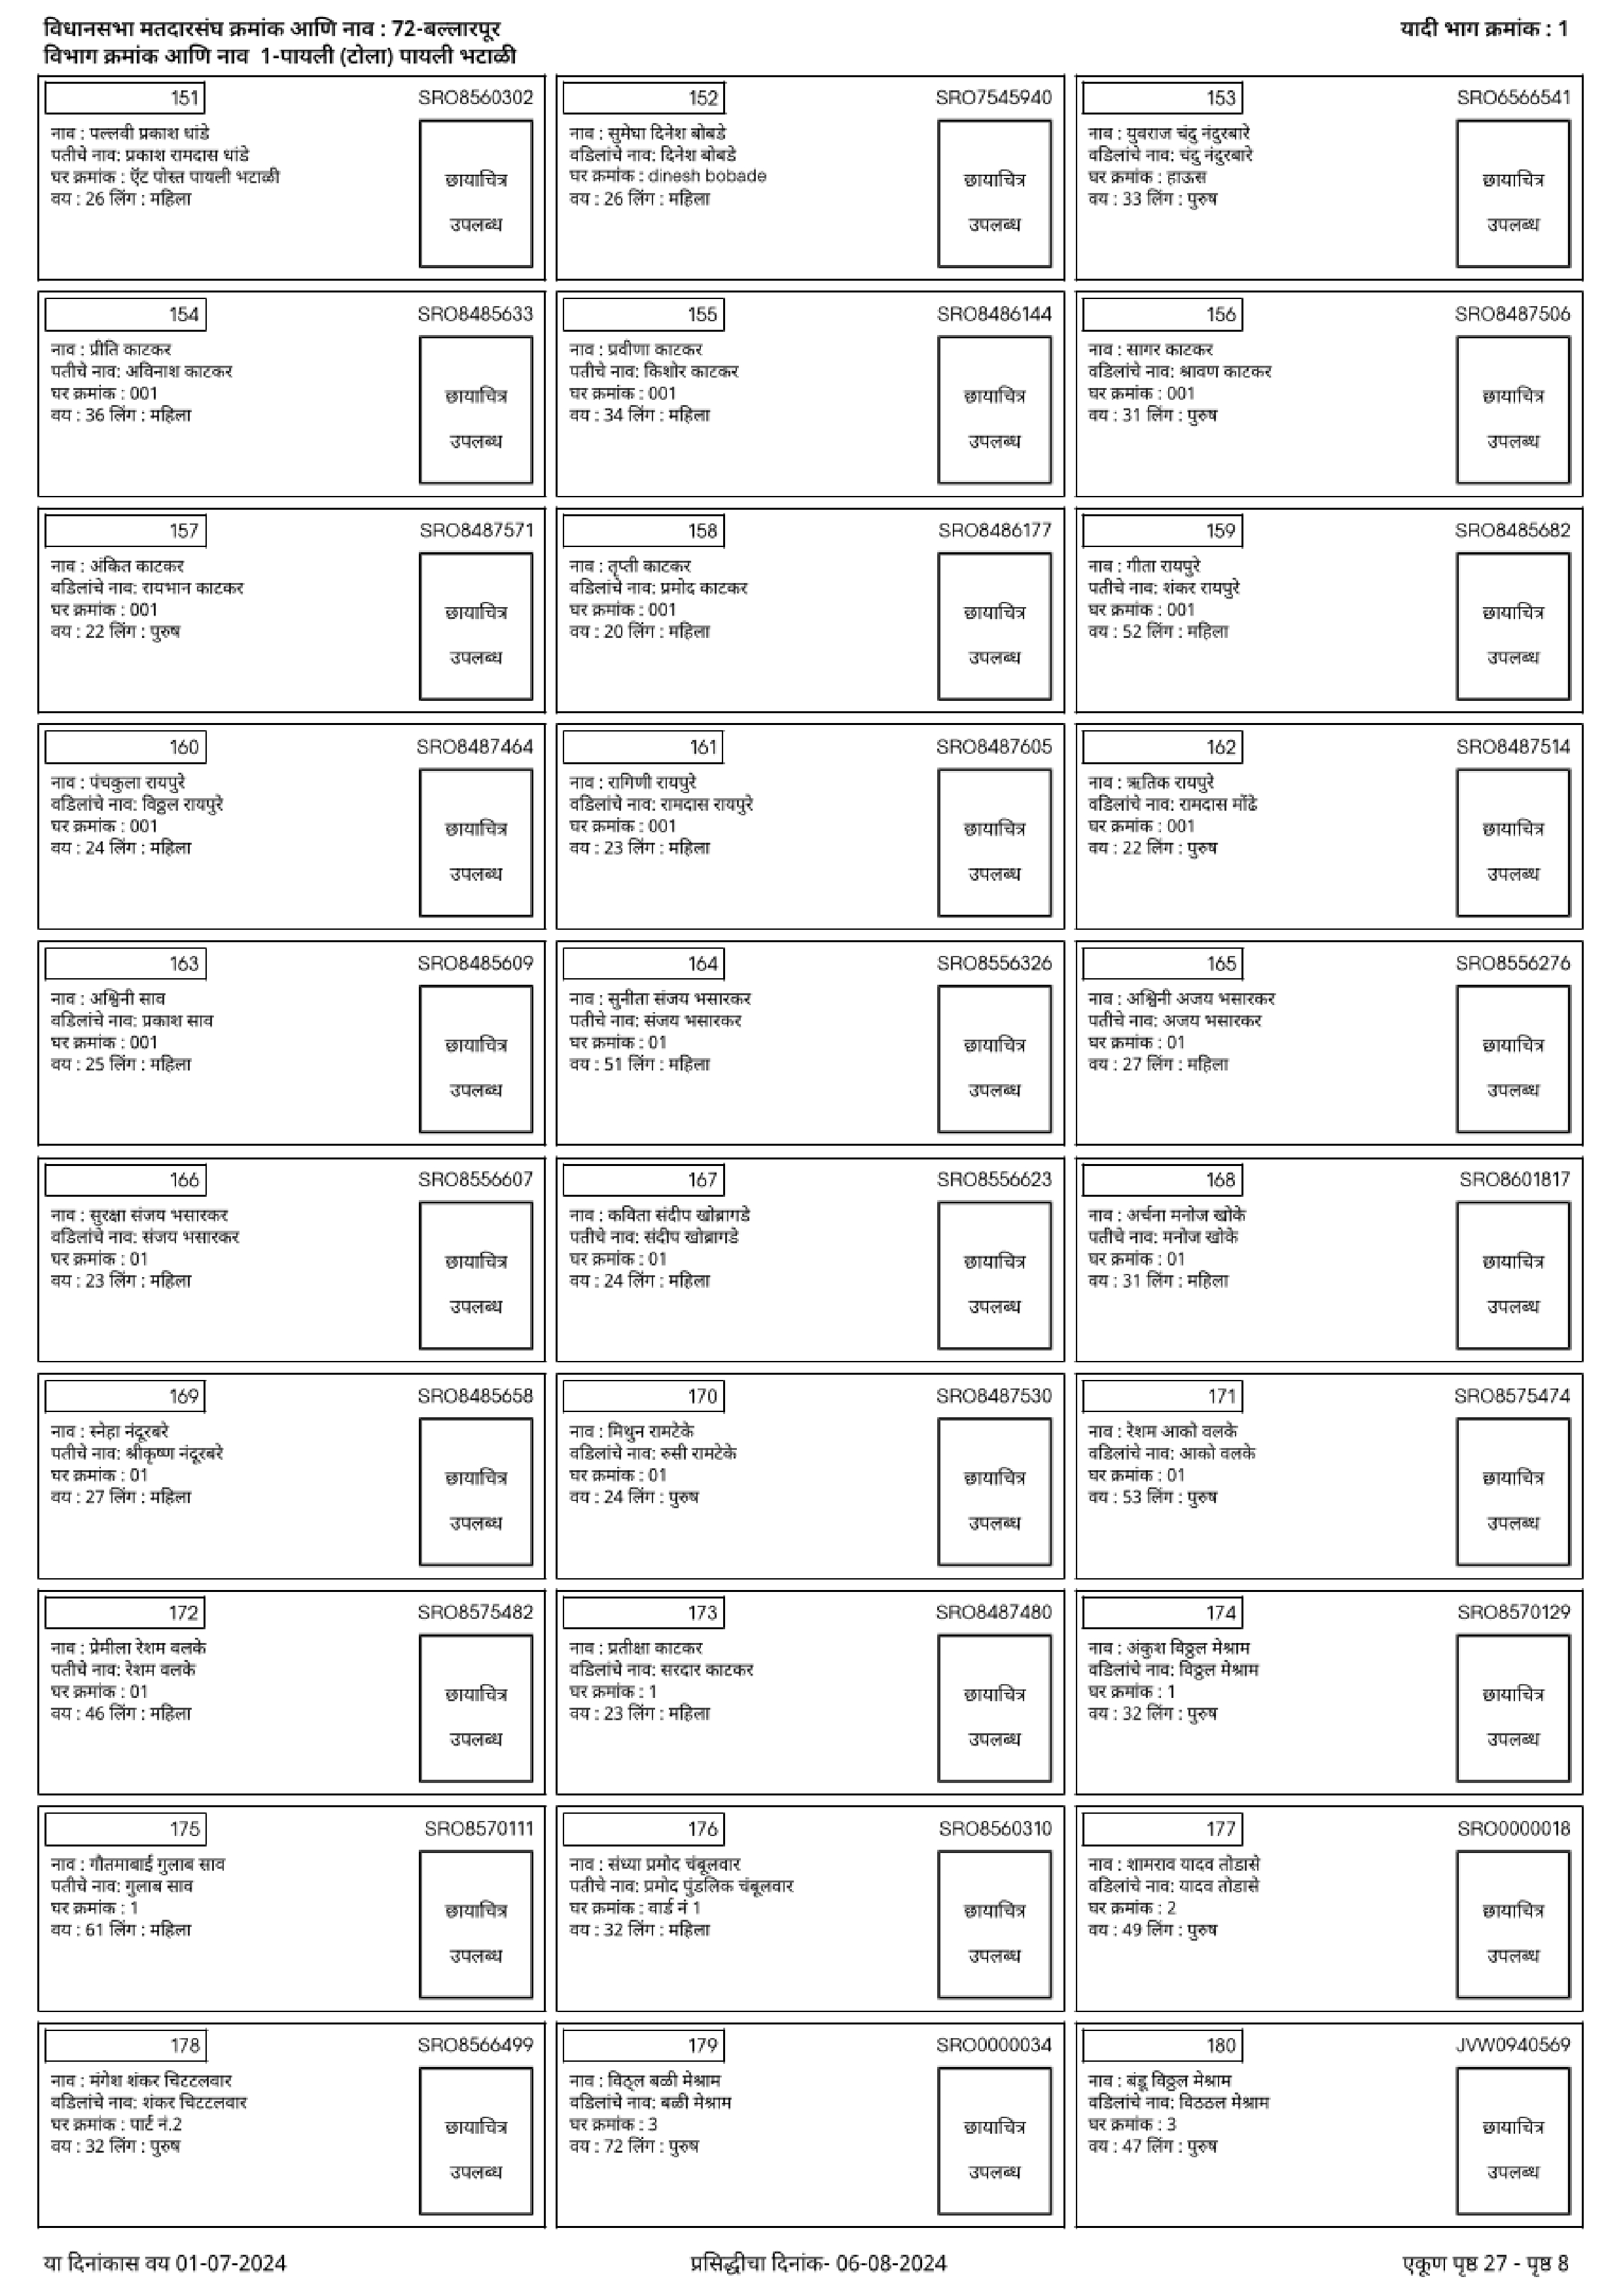 विधानसभा मतदारसंघ क्रमांक आणि नाव : 72-बल्लारपूर
यादी भाग क्रमांक : 1
विभाग क्रमांक आणि नाव 1-पायली (टोला) पायली भटाळी
151 SRO8560302
नाव : पल्लवी प्रकाश धांडे
पतीचे नाव: प्रकाश रामदास धांडे
घर क्रमांक : ऍट पोस्त पायली भटाळी
वय : 26 लिंग : महिला
छायाचित्र
उपलब्ध
152 SRO7545940
नाव : सुमेघा दिनेश बोबडे
वडिलांचे नाव: दिनेश बोबडे
घर क्रमांक : dinesh bobade
वय : 26 लिंग : महिला
छायाचित्र
उपलब्ध
153 SRO6566541
नाव : युवराज चंदु नंदुरबारे
वडिलांचे नाव: चंदु नंदुरबारे
घर क्रमांक : हाऊस
वय : 33 लिंग : पुरुष
छायाचित्र
उपलब्ध
154 SRO8485633
नाव : प्रीति काटकर
पतीचे नाव: अविनाश काटकर
घर क्रमांक : 001
वय : 36 लिंग : महिला
छायाचित्र
उपलब्ध
155 SRO8486144
नाव : प्रवीणा काटकर
पतीचे नाव: किशोर काटकर
घर क्रमांक : 001
वय : 34 लिंग : महिला
छायाचित्र
उपलब्ध
156 SRO8487506
नाव : सागर काटकर
वडिलांचे नाव: श्रावण काटकर
घर क्रमांक : 001
वय : 31 लिंग : पुरुष
छायाचित्र
उपलब्ध
157 SRO8487571
नाव : अंकित काटकर
वडिलांचे नाव: रायभान काटकर
घर क्रमांक : 001
वय : 22 लिंग : पुरुष
छायाचित्र
उपलब्ध
158 SRO8486177
नाव : तृप्ती काटकर
वडिलांचे नाव: प्रमोद काटकर
घर क्रमांक : 001
वय : 20 लिंग : महिला
छायाचित्र
उपलब्ध
159 SRO8485682
नाव : गीता रायपुरे
पतीचे नाव: शंकर रायपुरे
घर क्रमांक : 001
वय : 52 लिंग : महिला
छायाचित्र
उपलब्ध
160 SRO8487464
नाव : पंचकुला रायपुरे
वडिलांचे नाव: विठ्ठल रायपुरे
घर क्रमांक : 001
वय : 24 लिंग : महिला
छायाचित्र
उपलब्ध
161 SRO8487605
नाव : रागिणी रायपुरे
वडिलांचे नाव: रामदास रायपुरे
घर क्रमांक : 001
वय : 23 लिंग : महिला
छायाचित्र
उपलब्ध
162 SRO8487514
नाव : ऋतिक रायपुरे
वडिलांचे नाव: रामदास मोंढे
घर क्रमांक : 001
वय : 22 लिंग : पुरुष
छायाचित्र
उपलब्ध
163 SRO8485609
नाव : अश्विनी साव
वडिलांचे नाव: प्रकाश साव
घर क्रमांक : 001
वय : 25 लिंग : महिला
छायाचित्र
उपलब्ध
164 SRO8556326
नाव : सुनीता संजय भसारकर
पतीचे नाव: संजय भसारकर
घर क्रमांक : 01
वय : 51 लिंग : महिला
छायाचित्र
उपलब्ध
165 SRO8556276
नाव : अश्विनी अजय भसारकर
पतीचे नाव: अजय भसारकर
घर क्रमांक : 01
वय : 27 लिंग : महिला
छायाचित्र
उपलब्ध
166 SRO8556607
नाव : सुरक्षा संजय भसारकर
वडिलांचे नाव: संजय भसारकर
घर क्रमांक : 01
वय : 23 लिंग : महिला
छायाचित्र
उपलब्ध
167 SRO8556623
नाव : कविता संदीप खोब्रागडे
पतीचे नाव: संदीप खोब्रागडे
घर क्रमांक : 01
वय : 24 लिंग : महिला
छायाचित्र
उपलब्ध
168 SRO8601817
नाव : अर्चना मनोज खोके
पतीचे नाव: मनोज खोके
घर क्रमांक : 01
वय : 31 लिंग : महिला
छायाचित्र
उपलब्ध
169 SRO8485658
नाव : स्नेहा नंदूरबरे
पतीचे नाव: श्रीकृष्ण नंदूरबरे
घर क्रमांक : 01
वय : 27 लिंग : महिला
छायाचित्र
उपलब्ध
170 SRO8487530
नाव : मिथुन रामटेके
वडिलांचे नाव: रुसी रामटेके
घर क्रमांक : 01
वय : 24 लिंग : पुरुष
छायाचित्र
उपलब्ध
171 SRO8575474
नाव : रेशम आको वलके
वडिलांचे नाव: आको वलके
घर क्रमांक : 01
वय : 53 लिंग : पुरुष
छायाचित्र
उपलब्ध
172 SRO8575482
नाव : प्रेमीला रेशम वलके
पतीचे नाव: रेशम वलके
घर क्रमांक : 01
वय : 46 लिंग : महिला
छायाचित्र
उपलब्ध
173 SRO8487480
नाव : प्रतीक्षा काटकर
वडिलांचे नाव: सरदार काटकर
घर क्रमांक : 1
वय : 23 लिंग : महिला
छायाचित्र
उपलब्ध
174 SRO8570129
नाव : अंकुश विठ्ठल मेश्राम
वडिलांचे नाव: विठ्ठल मेश्राम
घर क्रमांक : 1
वय : 32 लिंग : पुरुष
छायाचित्र
उपलब्ध
175 SRO8570111
नाव : गौतमाबाई गुलाब साव
पतीचे नाव: गुलाब साव
घर क्रमांक : 1
वय : 61 लिंग : महिला
छायाचित्र
उपलब्ध
176 SRO8560310
नाव : संध्या प्रमोद चंबूलवार
पतीचे नाव: प्रमोद पुंडलिक चंबूलवार
घर क्रमांक : वार्ड नं 1
वय : 32 लिंग : महिला
छायाचित्र
उपलब्ध
177 SRO0000018
नाव : शामराव यादव तोडासे
वडिलांचे नाव: यादव तोडासे
घर क्रमांक : 2
वय : 49 लिंग : पुरुष
छायाचित्र
उपलब्ध
178 SRO8566499
नाव : मंगेश शंकर चिटटलवार
वडिलांचे नाव: शंकर चिटटलवार
घर क्रमांक : पार्ट नं.2
वय : 32 लिंग : पुरुष
छायाचित्र
उपलब्ध
179 SRO0000034
नाव : विठ्ल बळी मेश्राम
वडिलांचे नाव: बळी मेश्राम
घर क्रमांक : 3
वय : 72 लिंग : पुरुष
छायाचित्र
उपलब्ध
180 JVW0940569
नाव : बंडू विठ्ठल मेश्राम
वडिलांचे नाव: विठठल मेश्राम
घर क्रमांक : 3
वय : 47 लिंग : पुरुष
छायाचित्र
उपलब्ध
या दिनांकास वय 01-07-2024
प्रसिद्धीचा दिनांक- 06-08-2024
एकूण पृष्ठ 27 - पृष्ठ 8